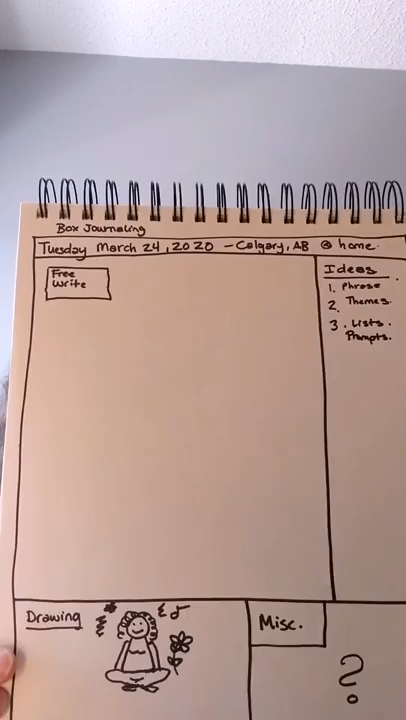 Box Journaling
Tuesday March 24, 2020 - Calgary, AB @ home.
Free
Write
Ideas
1. Phrase
2. Themes.
3. Lists.
Prompts.
Drawing
Misc.
?